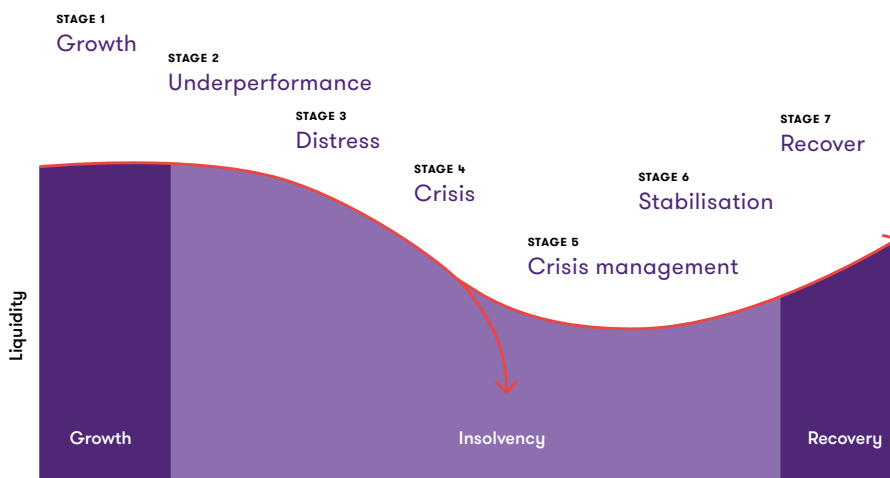 STAGE 1
Growth
STAGE 2
Underperformance
STAGE 3
Distress
STAGE 4
Crisis
STAGE 5
Crisis management
STAGE 6
Stabilisation
STAGE 7
Recover
Liquidity
Growth
Insolvency
Recovery